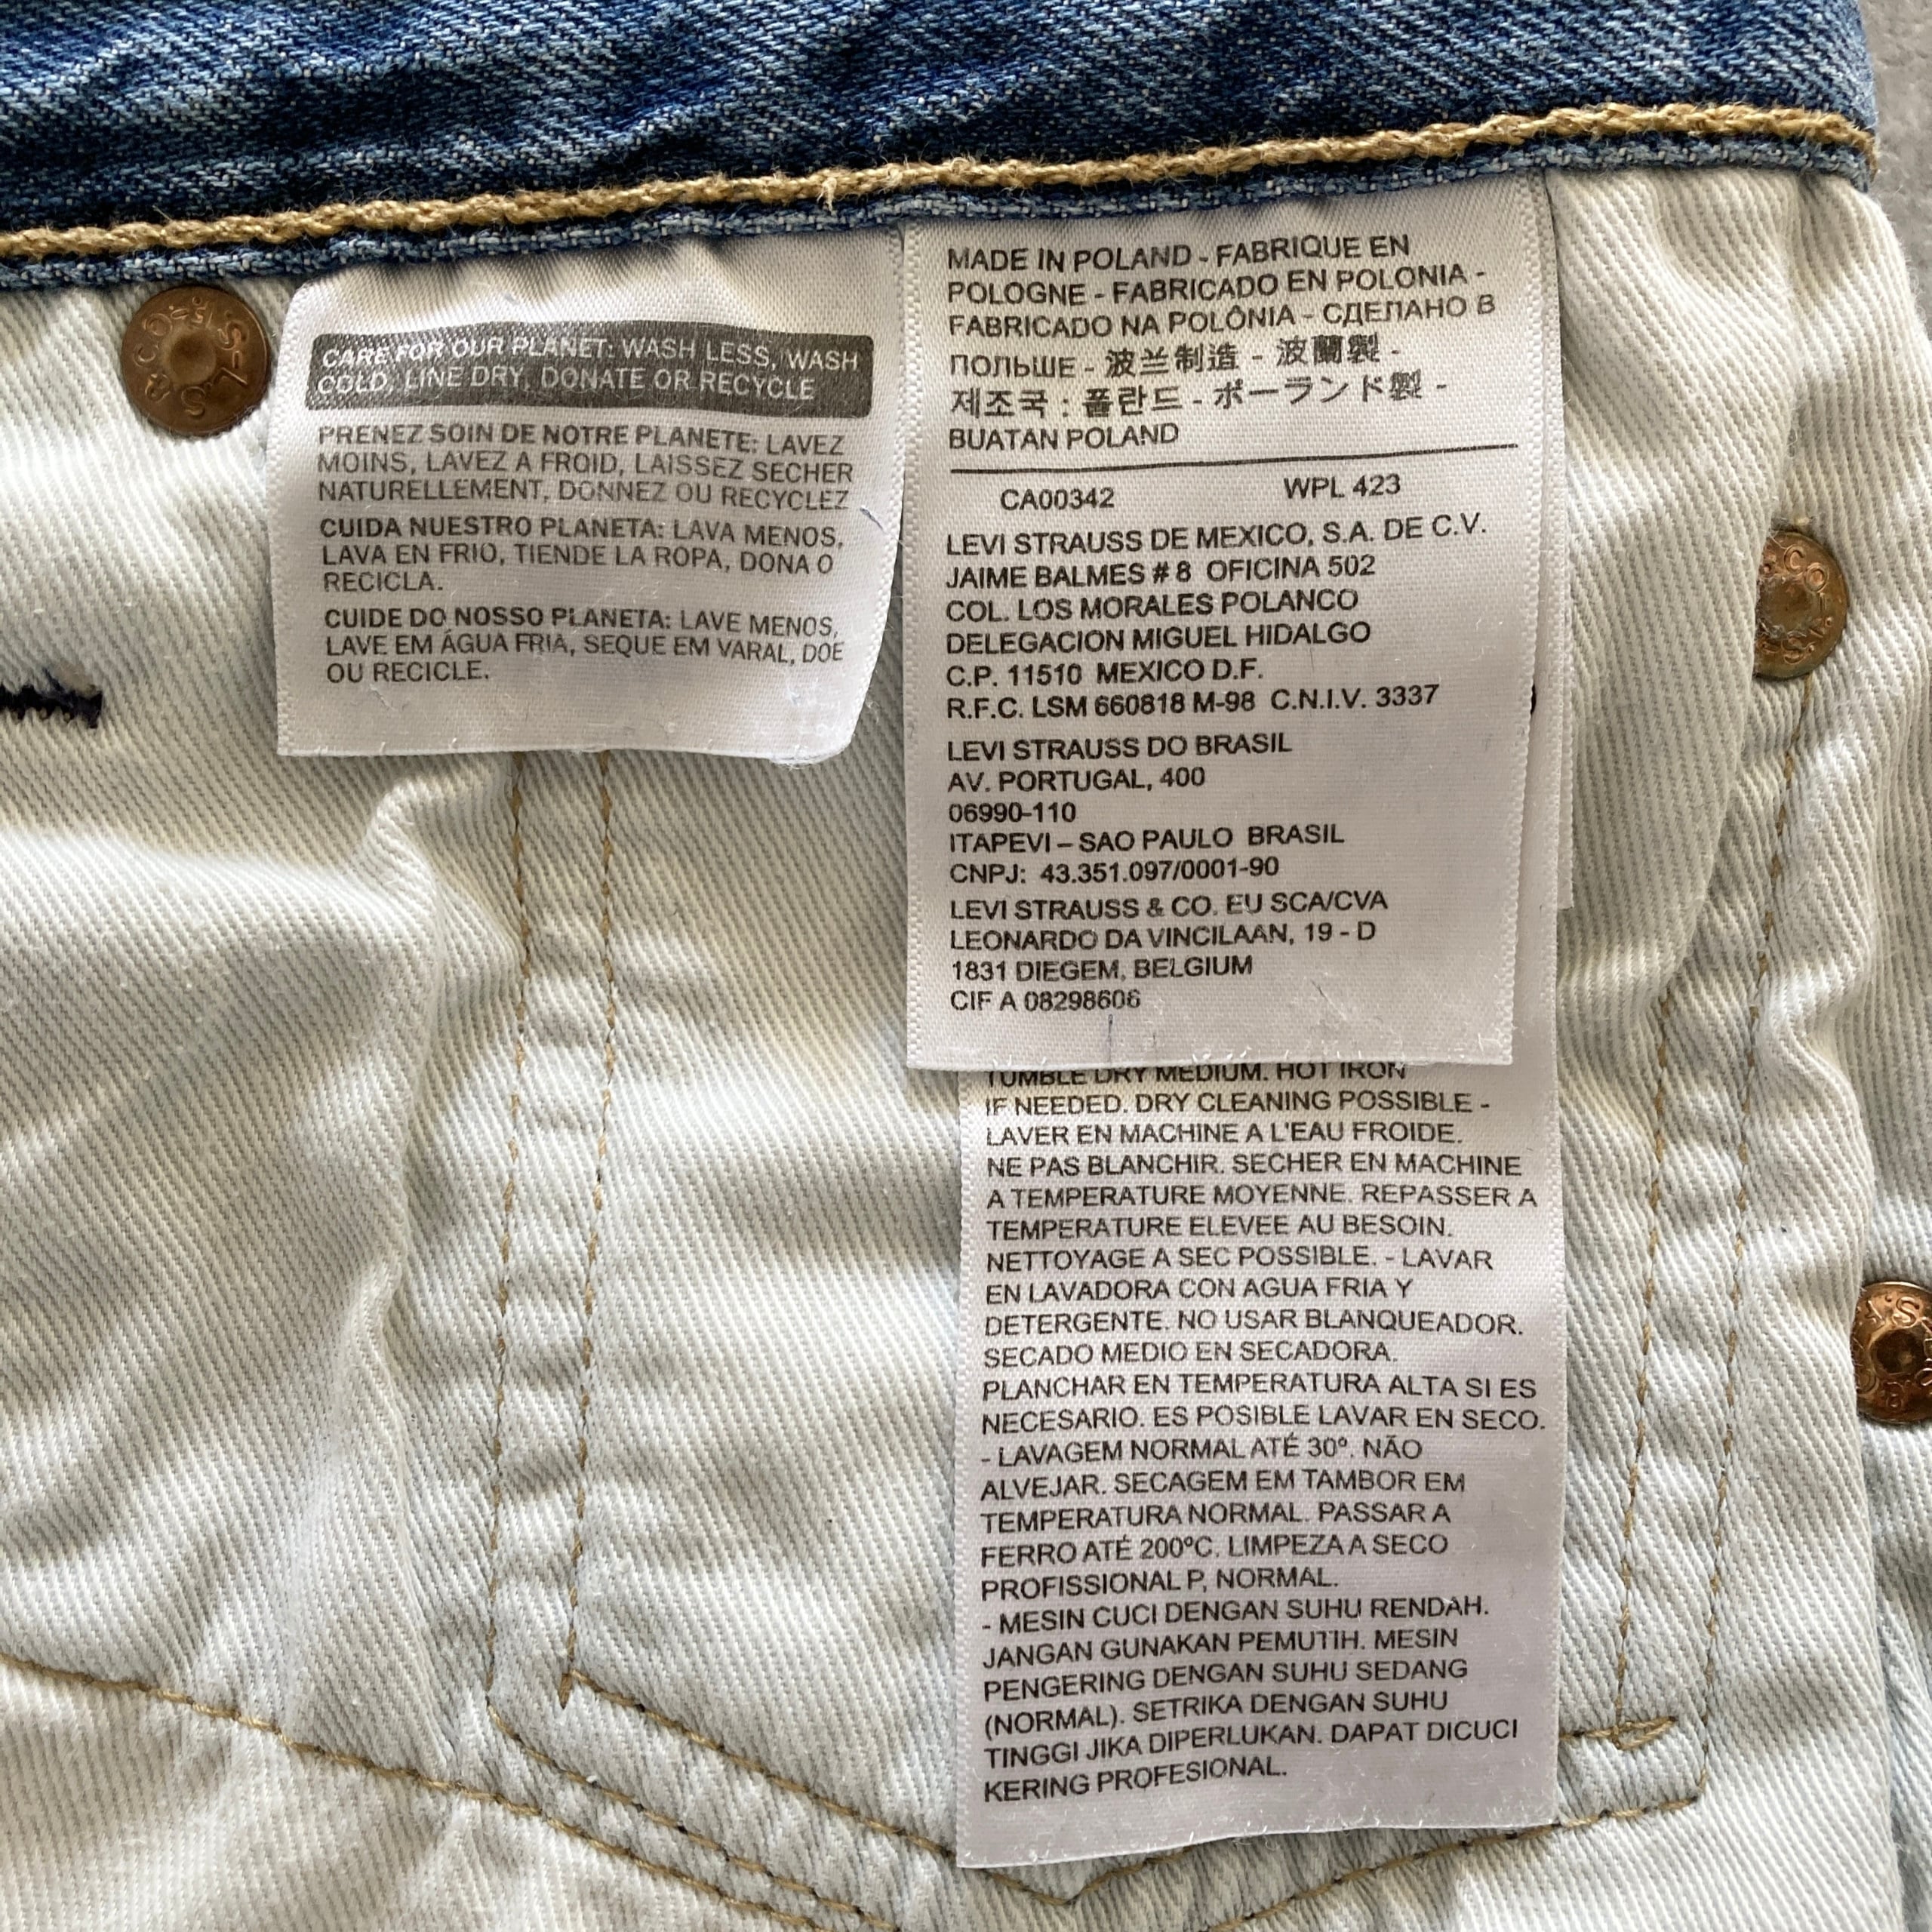 CARE FOR OUR PLANET: WASH LESS, WASH
COLD, LINE DRY, DONATE OR RECYCLE
PRENEZ SOIN DE NOTRE PLANETE: LAVEZ
MOINS, LAVEZ A FROID, LAISSEZ SECHER
NATURELLEMENT, DONNEZ OU RECYCLEZ
CUIDA NUESTRO PLANETA: LAVA MENOS,
LAVA EN FRIO, TIENDE LA ROPA, DONA O
RECICLA.
CUIDE DO NOSSO PLANETA: LAVE MENOS,
LAVE EM ÁGUA FRIA, SEQUE EM VARAL, DOE
OU RECICLE.
MADE IN POLAND - FABRIQUE EN
POLOGNE - FABRICADO EN POLONIA -
FABRICADO NA POLÔNIA - СДЕЛАНО В
ПОЛЬШЕ - 波兰制造 - 波蘭製 -
제조국 : 폴란드 - ポーランド製 -
BUATAN POLAND
CA00342 WPL 423
LEVI STRAUSS DE MEXICO, S.A. DE C.V.
JAIME BALMES # 8 OFICINA 502
COL. LOS MORALES POLANCO
DELEGACION MIGUEL HIDALGO
C.P. 11510 MEXICO D.F.
R.F.C. LSM 660818 M-98 C.N.I.V. 3337
LEVI STRAUSS DO BRASIL
AV. PORTUGAL, 400
06990-110
ITAPEVI – SAO PAULO BRASIL
CNPJ: 43.351.097/0001-90
LEVI STRAUSS & CO. EU SCA/CVA
LEONARDO DA VINCILAAN, 19 - D
1831 DIEGEM, BELGIUM
CIF A 08298606
TUMBLE DRY MEDIUM. HOT IRON
IF NEEDED. DRY CLEANING POSSIBLE -
LAVER EN MACHINE A L'EAU FROIDE.
NE PAS BLANCHIR. SECHER EN MACHINE
A TEMPERATURE MOYENNE. REPASSER A
TEMPERATURE ELEVEE AU BESOIN.
NETTOYAGE A SEC POSSIBLE. - LAVAR
EN LAVADORA CON AGUA FRIA Y
DETERGENTE. NO USAR BLANQUEADOR.
SECADO MEDIO EN SECADORA.
PLANCHAR EN TEMPERATURA ALTA SI ES
NECESARIO. ES POSIBLE LAVAR EN SECO.
- LAVAGEM NORMAL ATÉ 30º. NÃO
ALVEJAR. SECAGEM EM TAMBOR EM
TEMPERATURA NORMAL. PASSAR A
FERRO ATÉ 200ºC. LIMPEZA A SECO
PROFISSIONAL P, NORMAL.
- MESIN CUCI DENGAN SUHU RENDAH.
JANGAN GUNAKAN PEMUTIH. MESIN
PENGERING DENGAN SUHU SEDANG
(NORMAL). SETRIKA DENGAN SUHU
TINGGI JIKA DIPERLUKAN. DAPAT DICUCI
KERING PROFESIONAL.